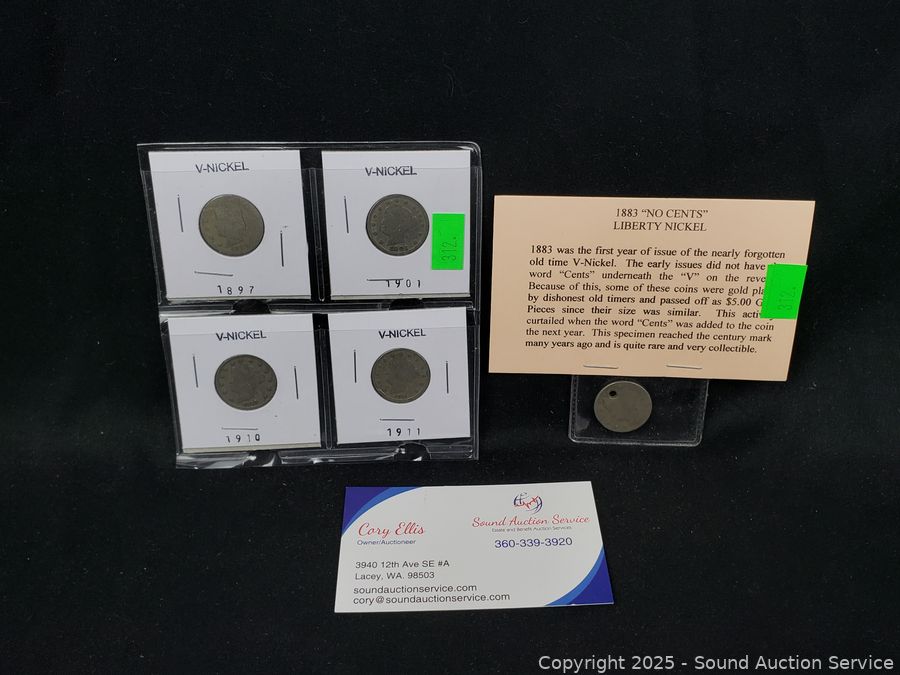 V-NICKEL
1897
V-NICKEL
1901
312.
V-NICKEL
1910
V-NICKEL
1911
1883 "NO CENTS"
LIBERTY NICKEL
1883 was the first year of issue of the nearly forgotten
old time V-Nickel. The early issues did not have
word "Cents" underneath the "V" on the reve
Because of this, some of these coins were gold pla
by dishonest old timers and passed off as $5.00 G
Pieces since their size was similar. This activ
curtailed when the word "Cents" was added to the coin
the next year. This specimen reached the century mark
many years ago and is quite rare and very collectible.
312.
Cory Ellis
Owner/Auctioneer
Sound Auction Service
Estate and Benefit Auction Services
360-339-3920
3940 12th Ave SE #A
Lacey, WA. 98503
soundauctionservice.com
cory@soundauctionservice.com
Copyright 2025 - Sound Auction Service